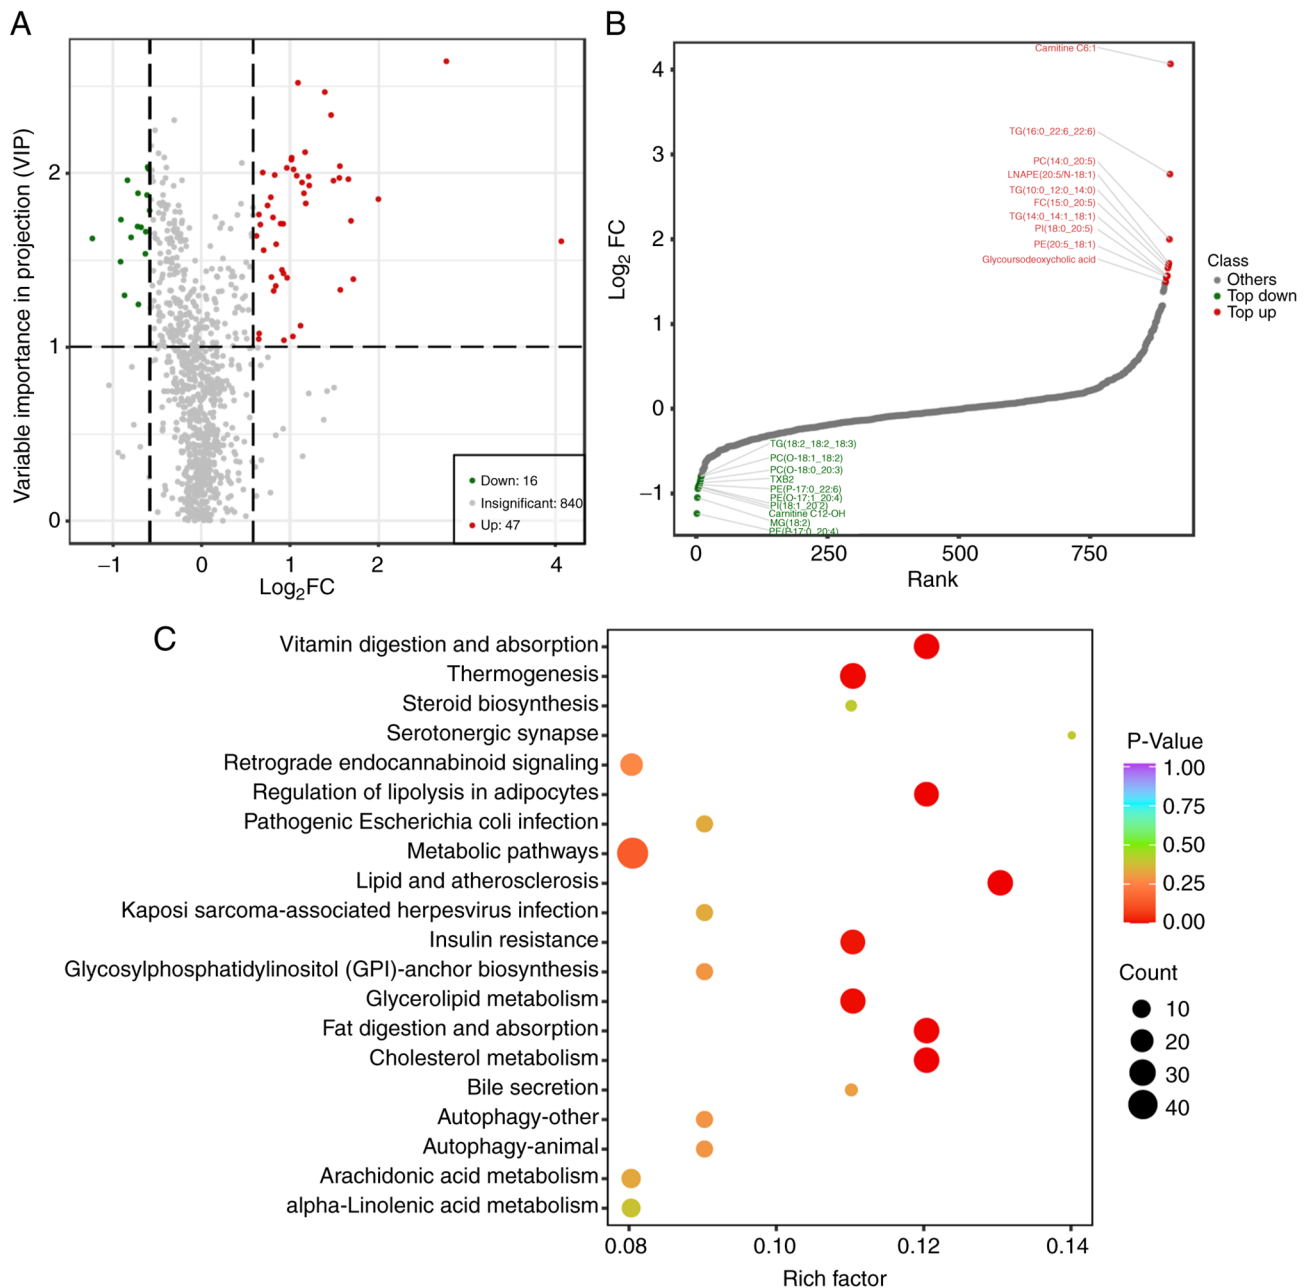 A
Variable importance in projection (VIP)
2
1
0
Down: 16
Insignificant: 840
Up: 47
−1 0 1 2 4
Log2FC
B
Log2 FC
4
3
2
1
0
−1
Carnitine C6:1
TG(16:0_22:6_22:6)
PC(14:0_20:5)
LNAPE(20:5/N-18:1)
TG(10:0_12:0_14:0)
FC(15:0_20:5)
TG(14:0_14:1_18:1)
PI(18:0_20:5)
PE(20:5_18:1)
Glycoursodeoxycholic acid
TG(18:2_18:2_18:3)
PC(O-18:1_18:2)
PC(O-18:0_20:3)
TXB2
PE(P-17:0_22:6)
PE(O-17:1_20:4)
PI(18:1_20:2)
Carnitine C12-OH
MG(18:2)
PE(P-17:0_20:4)
0 250 500 750
Rank
Class
Others
Top down
Top up
C
Vitamin digestion and absorption
Thermogenesis
Steroid biosynthesis
Serotonergic synapse
Retrograde endocannabinoid signaling
Regulation of lipolysis in adipocytes
Pathogenic Escherichia coli infection
Metabolic pathways
Lipid and atherosclerosis
Kaposi sarcoma-associated herpesvirus infection
Insulin resistance
Glycosylphosphatidylinositol (GPI)-anchor biosynthesis
Glycerolipid metabolism
Fat digestion and absorption
Cholesterol metabolism
Bile secretion
Autophagy-other
Autophagy-animal
Arachidonic acid metabolism
alpha-Linolenic acid metabolism
0.08 0.10 0.12 0.14
Rich factor
P-Value
1.00
0.75
0.50
0.25
0.00
Count
10
20
30
40